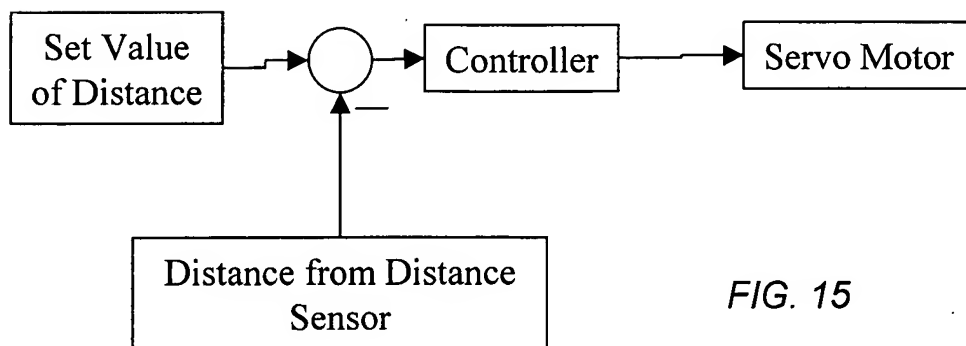 Set Value
of Distance
Controller
Servo Motor
—
Distance from Distance
Sensor
FIG. 15